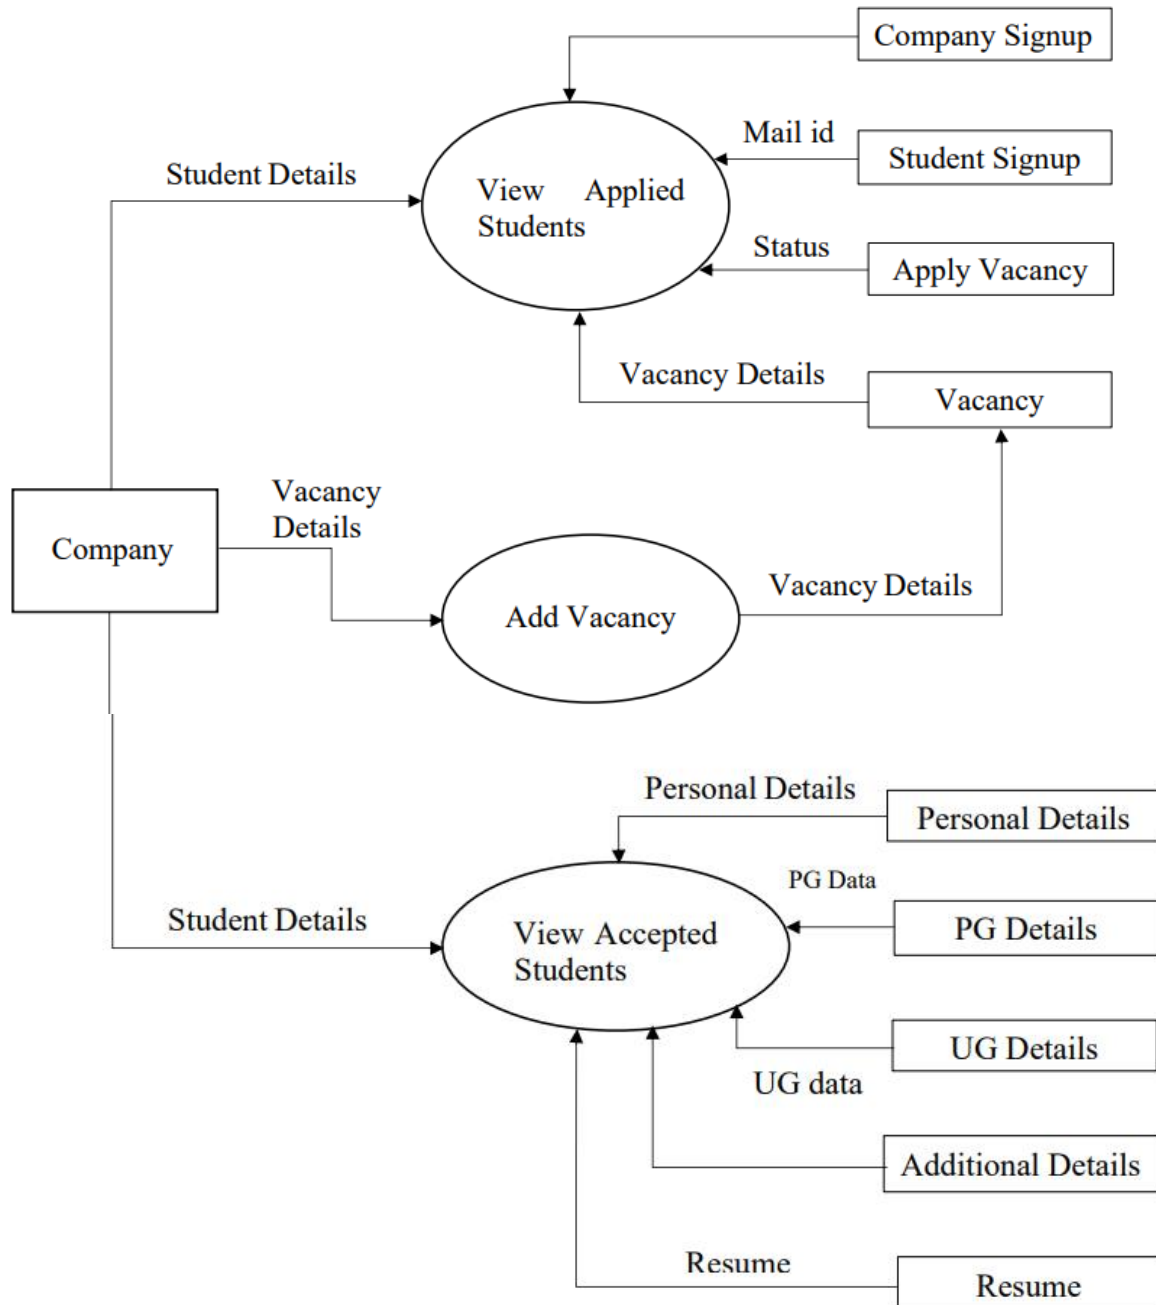 Company Signup
Mail id
Student Signup
Student Details
View Applied
Students
Status
Apply Vacancy
Vacancy Details
Vacancy
Vacancy
Details
Company
Add Vacancy
Vacancy Details
Personal Details
Personal Details
PG Data
PG Details
Student Details
View Accepted
Students
UG Details
UG data
Additional Details
Resume
Resume